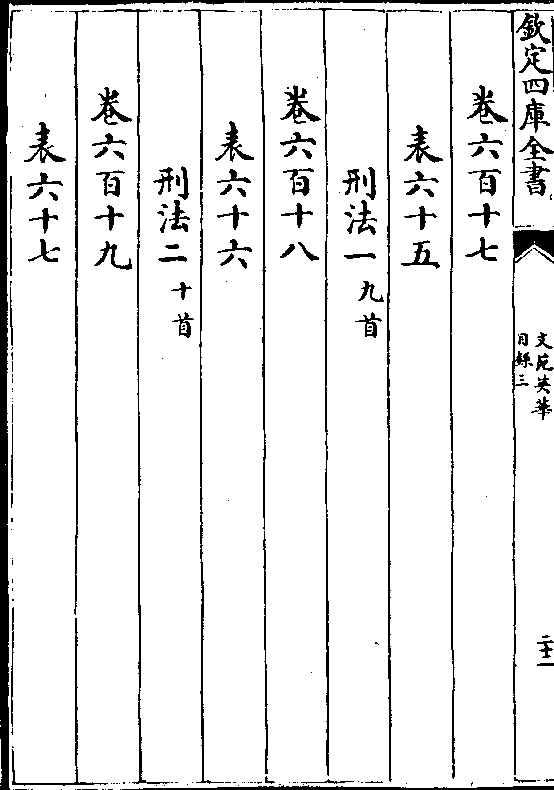 欽定四庫全書
文苑英華
目録三
卷六百十七
表六十五
刑法一九首
卷六百十八
表六十六
刑法二十首
卷六百十九
表六十七